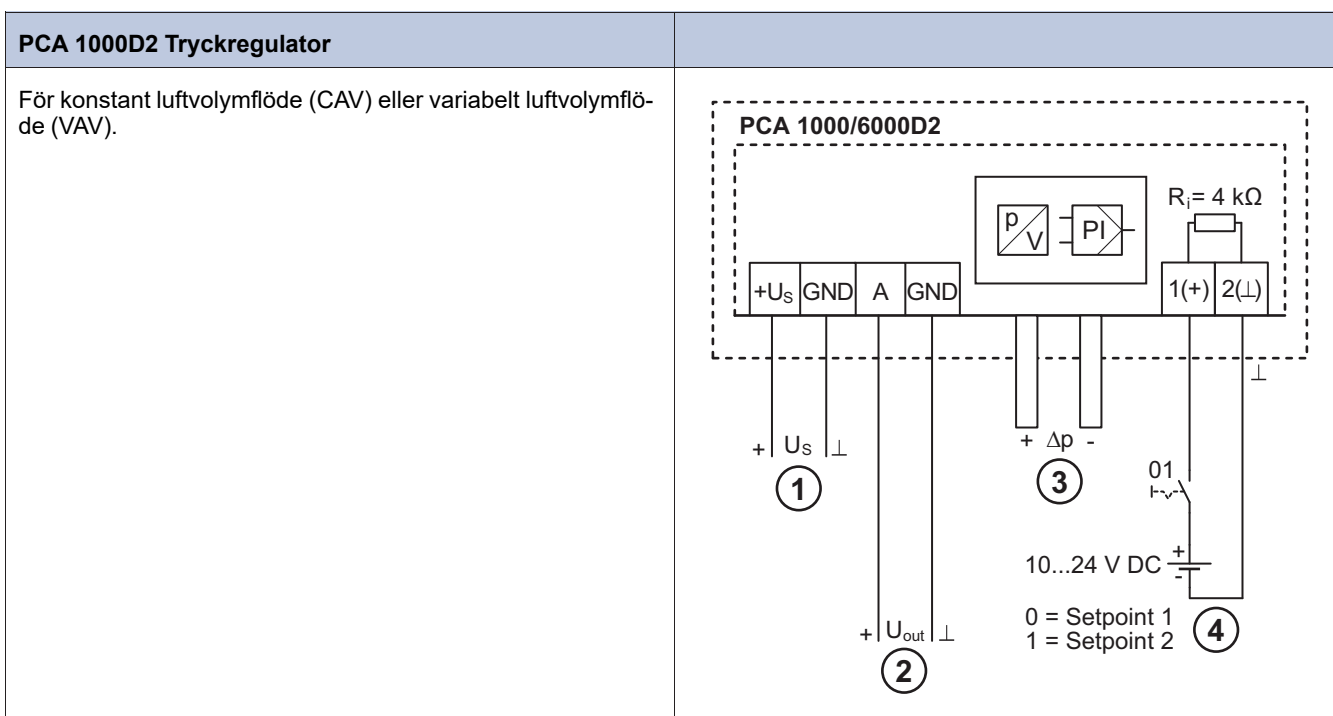 PCA 1000D2 Tryckregulator
För konstant luftvolymflöde (CAV) eller variabelt luftvolymflö-
de (VAV).
PCA 1000/6000D2
Rᵢ= 4 kΩ
p
V
PI
+Uₛ GND A GND
1(+) 2(⊥)
⊥
+ Uₛ ⊥
1
+ Δp -
3
01
10...24 V DC
+
-
0 = Setpoint 1
1 = Setpoint 2
4
+ Uₒᵤₜ ⊥
2